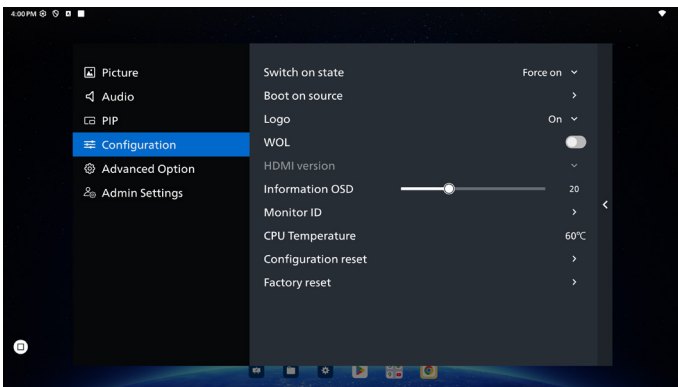 4:00 PM
Picture
Audio
PIP
Configuration
Advanced Option
Admin Settings
Switch on state Force on
Boot on source
Logo On
WOL
HDMI version
Information OSD 20
Monitor ID
CPU Temperature 60℃
Configuration reset
Factory reset